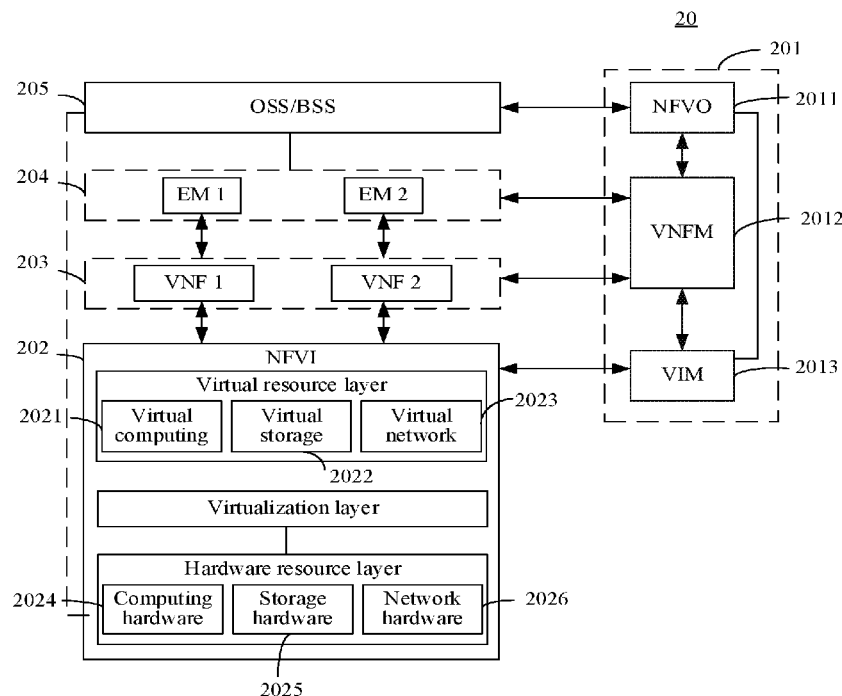 20
201
205
OSS/BSS
NFVO
2011
204
EM 1
EM 2
VNFM
2012
203
VNF 1
VNF 2
202
NFVI
VIM
2013
Virtual resource layer
2021
Virtual computing
Virtual storage
Virtual network
2023
2022
Virtualization layer
Hardware resource layer
2024
Computing hardware
Storage hardware
Network hardware
2026
2025